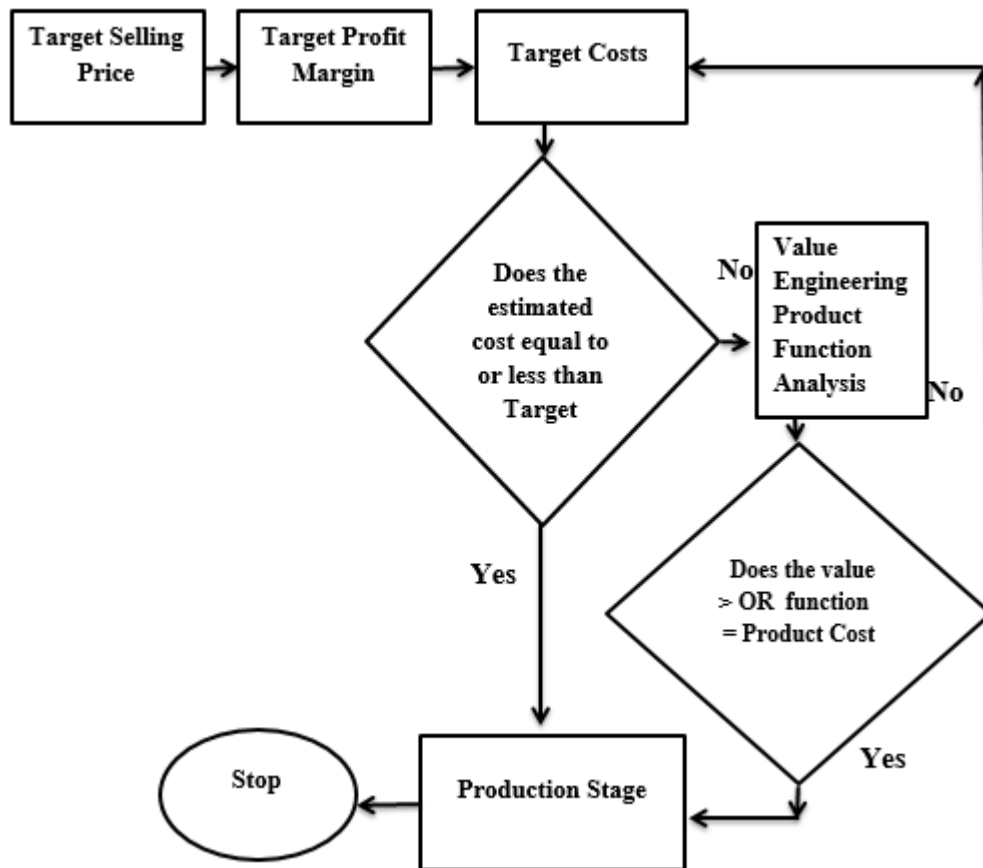 Target Selling
Price
Target Profit
Margin
Target Costs
Does the
estimated
cost equal to
or less than
Target
No
Value
Engineering
Product
Function
Analysis
No
Yes
Does the value
> OR function
= Product Cost
Yes
Stop
Production Stage